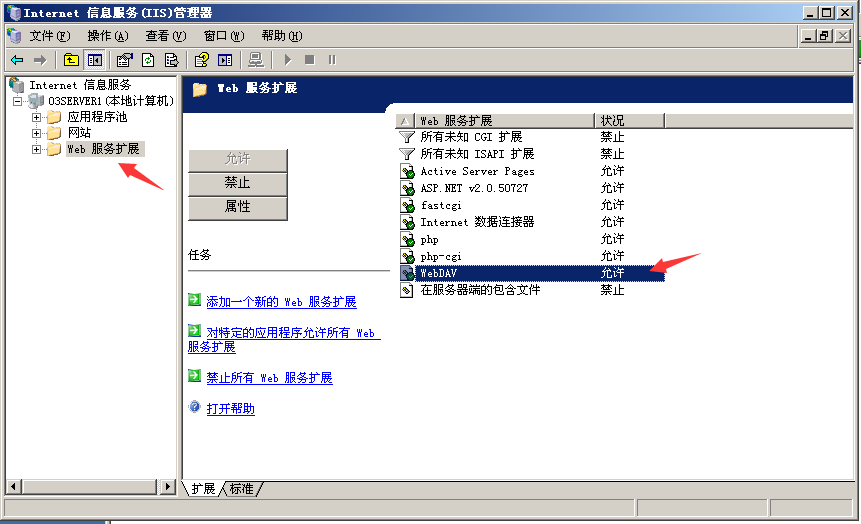 Internet 信息服务(IIS)管理器
文件(F) 操作(A) 查看(V) 窗口(W) 帮助(H)
Internet 信息服务
O3SERVER1(本地计算机)
应用程序池
网站
Web 服务扩展
Web 服务扩展
允许
禁止
属性
任务
添加一个新的 Web 服务扩展
对特定的应用程序允许所有 Web
服务扩展
禁止所有 Web 服务扩展
打开帮助
Web 服务扩展 状况
所有未知 CGI 扩展 禁止
所有未知 ISAPI 扩展 禁止
Active Server Pages 允许
ASP.NET v2.0.50727 允许
fastcgi 允许
Internet 数据连接器 允许
php 允许
php-cgi 允许
WebDAV 允许
在服务器端的包含文件 禁止
扩展 标准